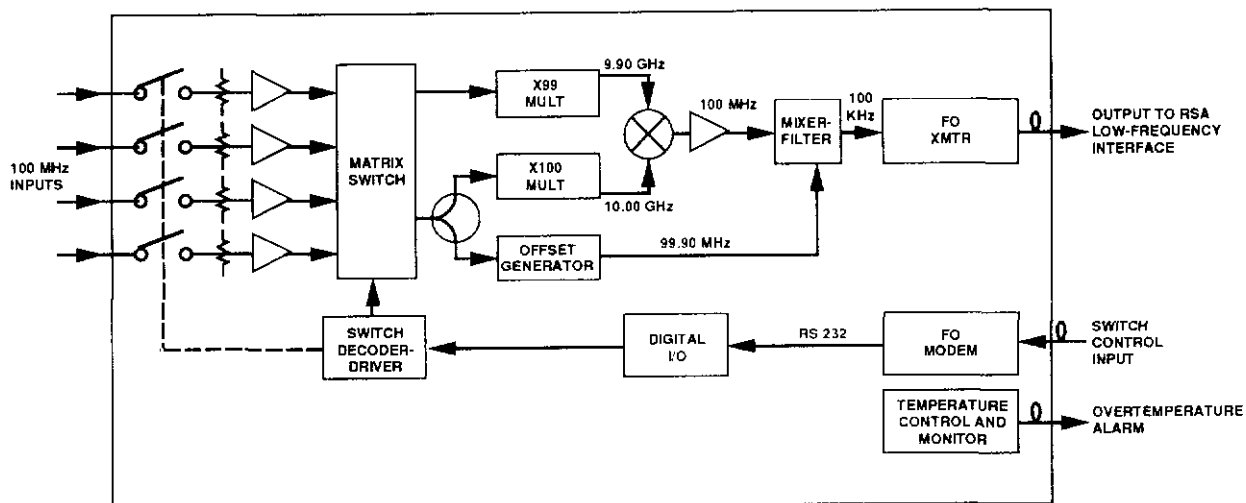 100 MHz
INPUTS
MATRIX
SWITCH
X99
MULT
9.90 GHz
X100
MULT
10.00 GHz
OFFSET
GENERATOR
99.90 MHz
100 MHz
MIXER-
FILTER
100
KHz
FO
XMTR
OUTPUT TO RSA
LOW-FREQUENCY
INTERFACE
SWITCH
DECODER-
DRIVER
DIGITAL
I/O
RS 232
FO
MODEM
SWITCH
CONTROL
INPUT
TEMPERATURE
CONTROL AND
MONITOR
OVERTEMPERATURE
ALARM